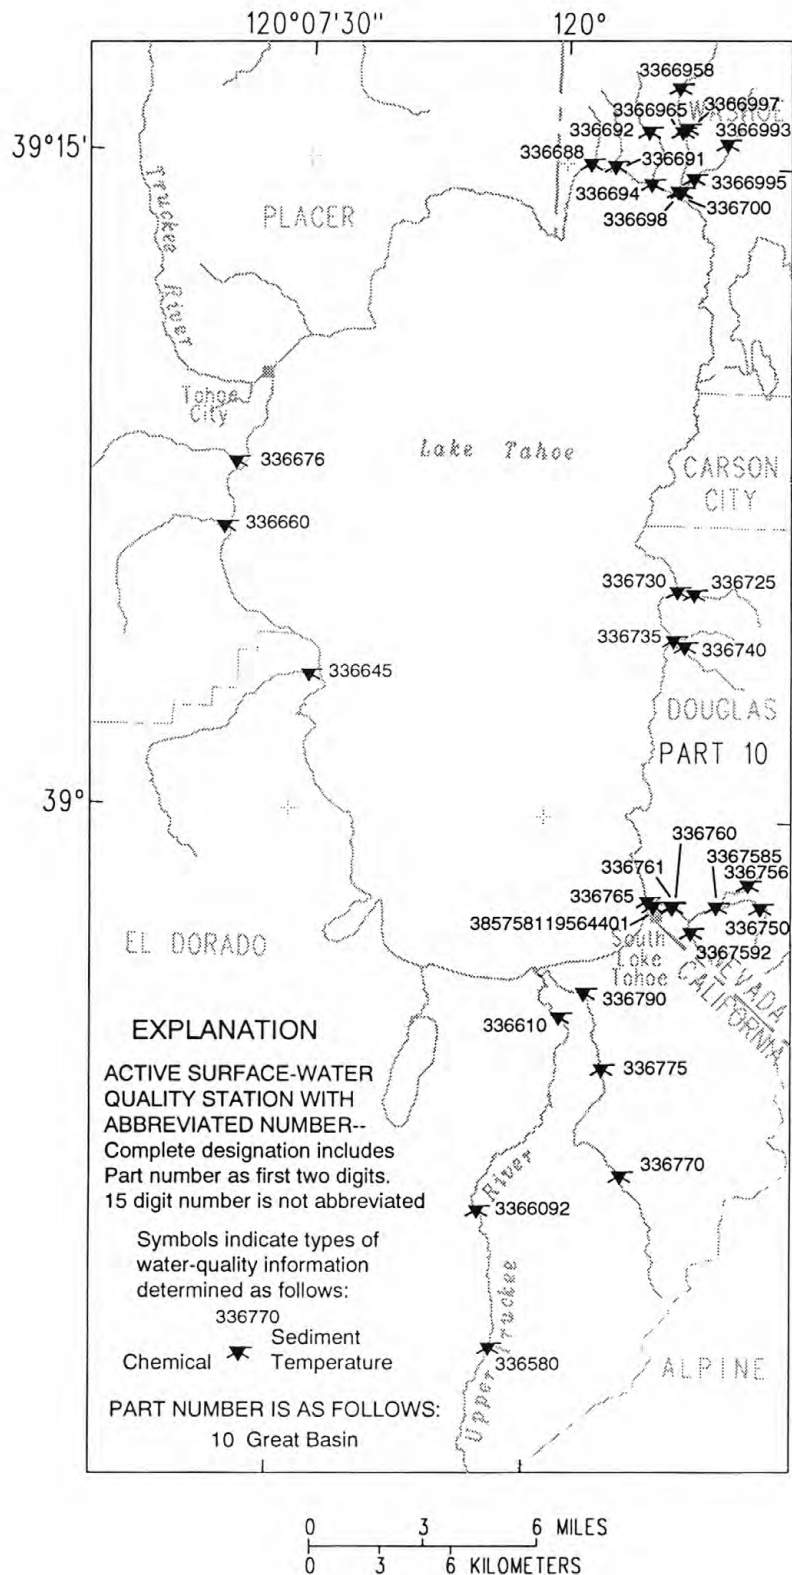 120°07'30"
120°
3366958
3366965
3366997
WASHOE
39°15'
336692
3366993
336688
336691
336694
3366995
336698
336700
Truckee River
PLACER
Tahoe
City
Lake Tahoe
336676
CARSON
CITY
336660
336730
336725
336735
336740
336645
DOUGLAS
PART 10
39°
336760
336761
3367585
336756
336765
385758119564401
336750
EL DORADO
South
Lake
Tahoe
3367592
NEVADA
CALIFORNIA
336790
336610
EXPLANATION
336775
ACTIVE SURFACE-WATER
QUALITY STATION WITH
ABBREVIATED NUMBER--
Complete designation includes
Part number as first two digits.
15 digit number is not abbreviated
336770
3366092
Upper Truckee River
Symbols indicate types of
water-quality information
determined as follows:
336770
Sediment
Chemical Temperature
336580
ALPINE
PART NUMBER IS AS FOLLOWS:
10 Great Basin
0 3 6 MILES
0 3 6 KILOMETERS